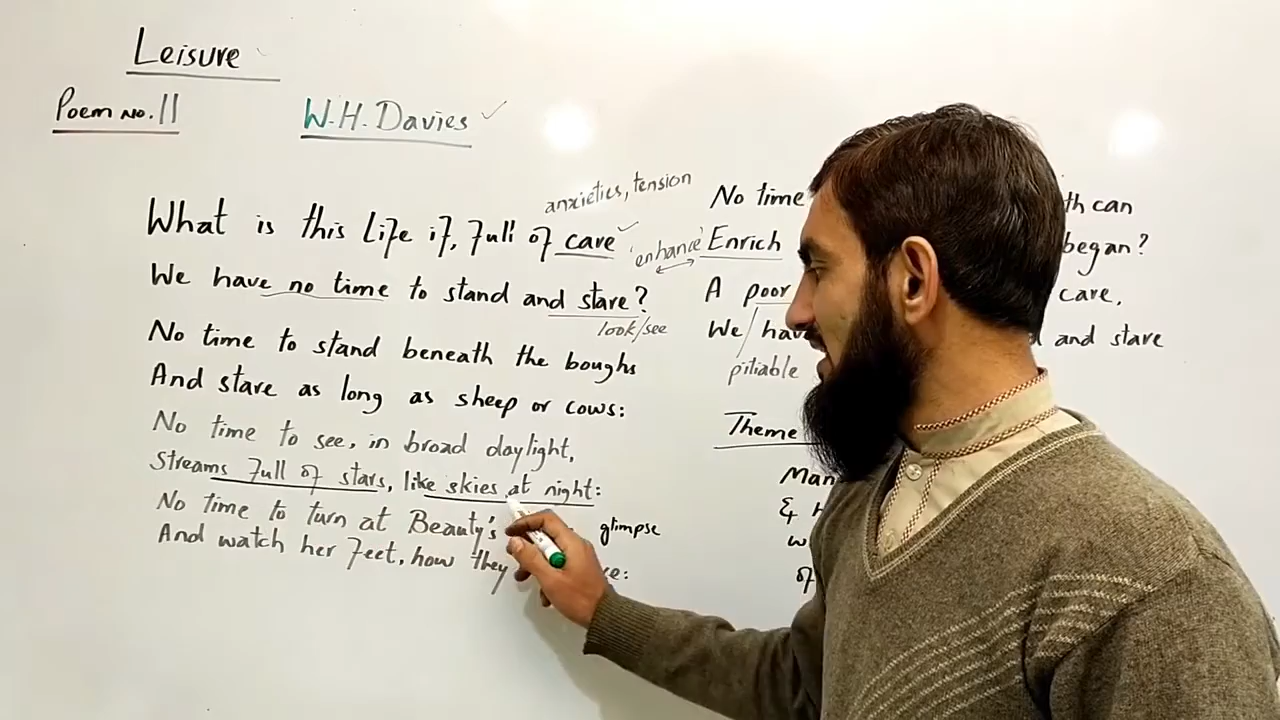 Leisure
Poem No. 11
W.H. Davies
anxieties, tension
What is this Life if, full of care
We have no time to stand and stare?
look/see
No time to stand beneath the boughs
And stare as long as sheep or cows:
No time to see, in broad daylight,
Streams full of stars, like skies at night:
No time to turn at Beauty's glimpse
And watch her feet, how they
No time can
'enhance' Enrich began?
A poor care,
We and stare
pitiable
Theme